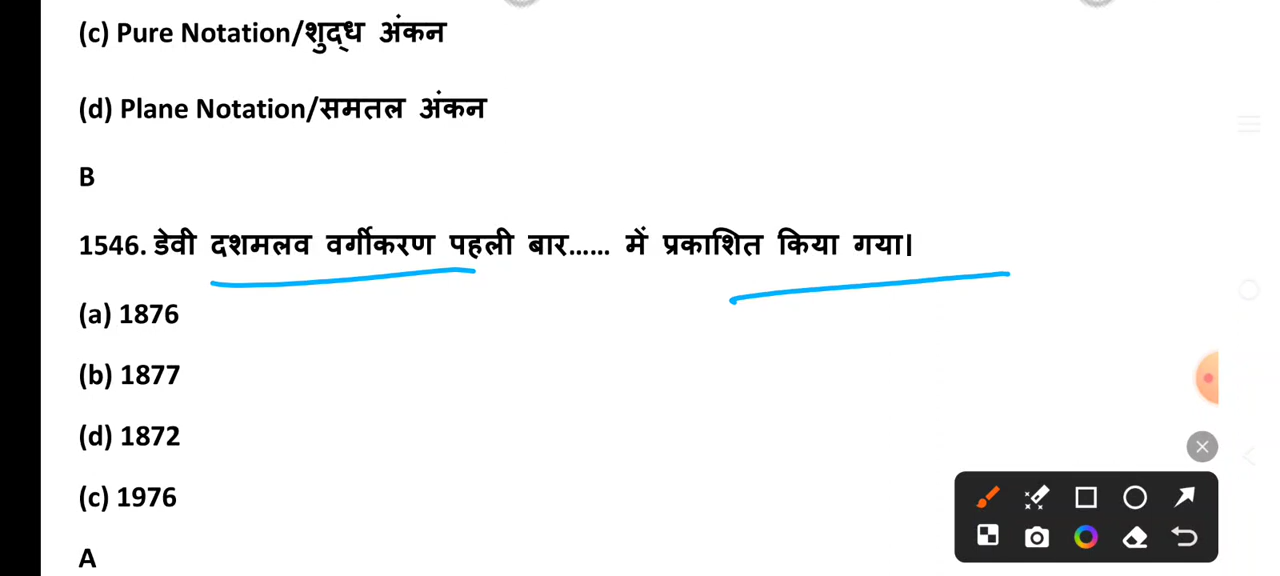 (c) Pure Notation/शुद्ध अंकन
(d) Plane Notation/समतल अंकन
B
1546. डेवी दशमलव वर्गीकरण पहली बार...... में प्रकाशित किया गया।
(a) 1876
(b) 1877
(d) 1872
(c) 1976
A